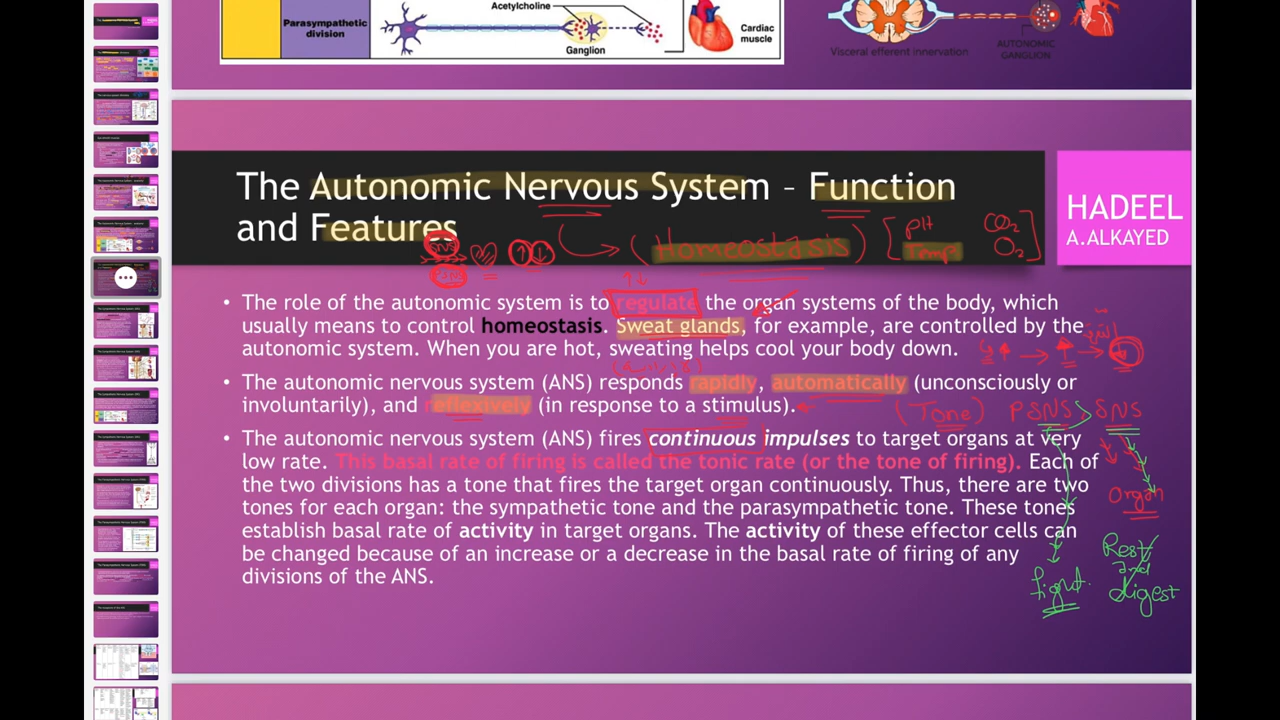 Parasympathetic
division
Acetylcholine
Ganglion
Cardiac
muscle
Visceral efferent innervation
AUTONOMIC
GANGLION
The Autonomic Nervous System – Function
and Features
HADEEL
A.ALKAYED
(Homeostasis) [PH CO2
Temp O2]
SNS
PSNS
• The role of the autonomic system is to regulate the organ systems of the body, which
usually means to control homeostasis. Sweat glands, for example, are controlled by the
autonomic system. When you are hot, sweating helps cool your body down.
• The autonomic nervous system (ANS) responds rapidly, automatically (unconsciously or
involuntarily), and reflexively (in response to a stimulus).
(Tone) PSNS > SNS
• The autonomic nervous system (ANS) fires continuous impulses to target organs at very
low rate. This basal rate of firing is called the tonic rate (or the tone of firing). Each of
the two divisions has a tone that fires the target organ continuously. Thus, there are two
tones for each organ: the sympathetic tone and the parasympathetic tone. These tones
establish basal rate of activity in target organs. The activity of these effector cells can
be changed because of an increase or a decrease in the basal rate of firing of any
divisions of the ANS.
Organ
Rest/
and
digest
fight.